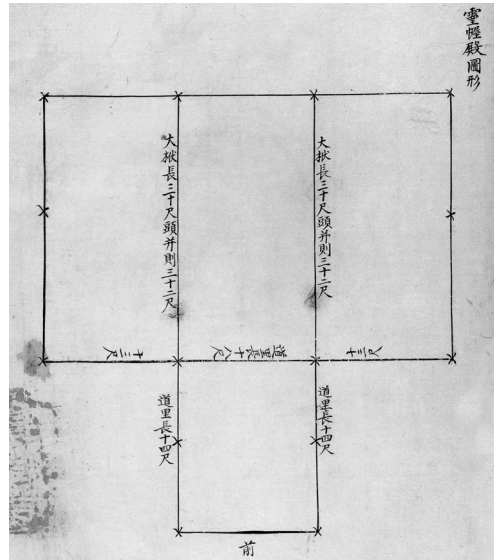 靈幄殿圖形
大長三十尺頭并則三十二尺
大長三十尺頭并則三十二尺
十三尺
道里長十八尺
十三尺
道里長十四尺
道里長十四尺
前